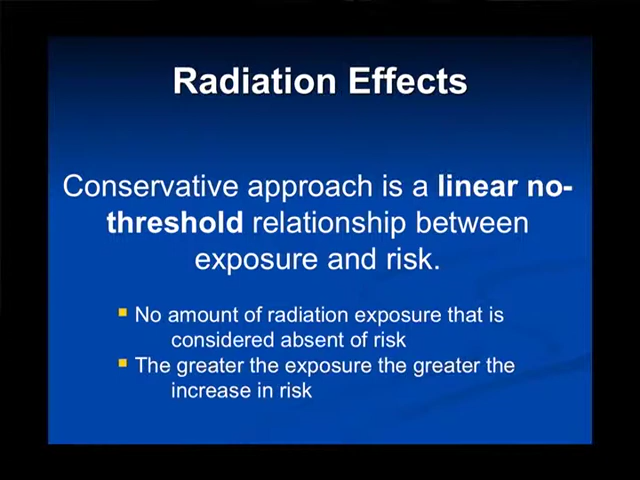 Radiation Effects
Conservative approach is a linear no-
threshold relationship between
exposure and risk.
No amount of radiation exposure that is
considered absent of risk
The greater the exposure the greater the
increase in risk